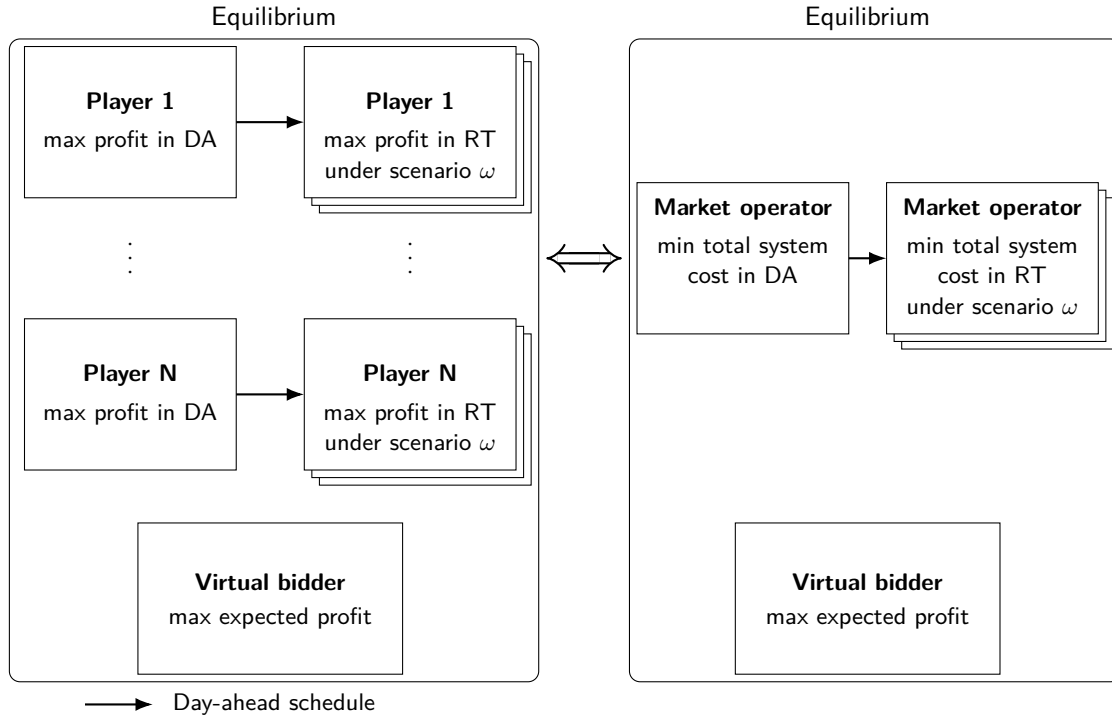 Equilibrium
Player 1
max profit in DA
Player 1
max profit in RT
under scenario ω
. . .
. . .
Player N
max profit in DA
Player N
max profit in RT
under scenario ω
Virtual bidder
max expected profit
Equilibrium
Market operator
min total system
cost in DA
Market operator
min total system
cost in RT
under scenario ω
Virtual bidder
max expected profit
Day-ahead schedule